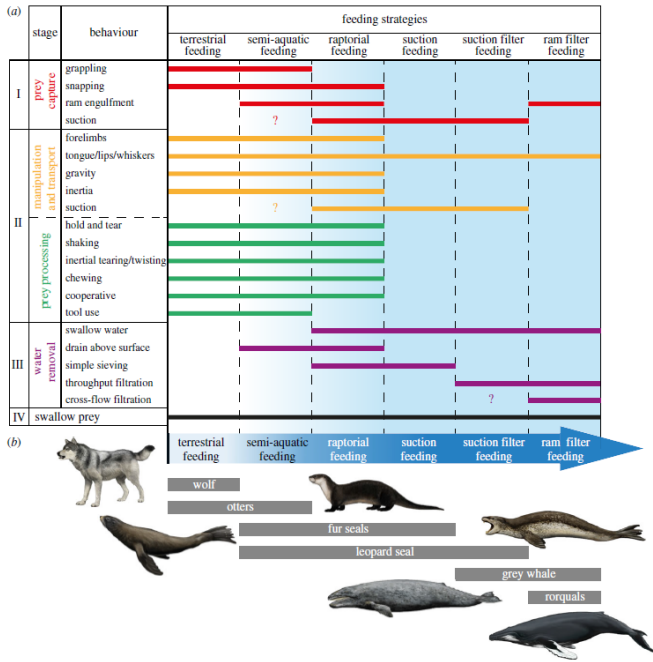 (a)
stage
behaviour
feeding strategies
terrestrial feeding
semi-aquatic feeding
raptorial feeding
suction feeding
suction filter feeding
ram filter feeding
I
prey capture
grappling
snapping
ram engulfment
suction
?
II
manipulation and transport
forelimbs
tongue/lips/whiskers
gravity
inertia
suction
?
prey processing
hold and tear
shaking
inertial tearing/twisting
chewing
cooperative
tool use
III
water removal
swallow water
drain above surface
simple sieving
throughput filtration
cross-flow filtration
?
IV
swallow prey
(b)
terrestrial feeding
semi-aquatic feeding
raptorial feeding
suction feeding
suction filter feeding
ram filter feeding
wolf
otters
fur seals
leopard seal
grey whale
rorquals